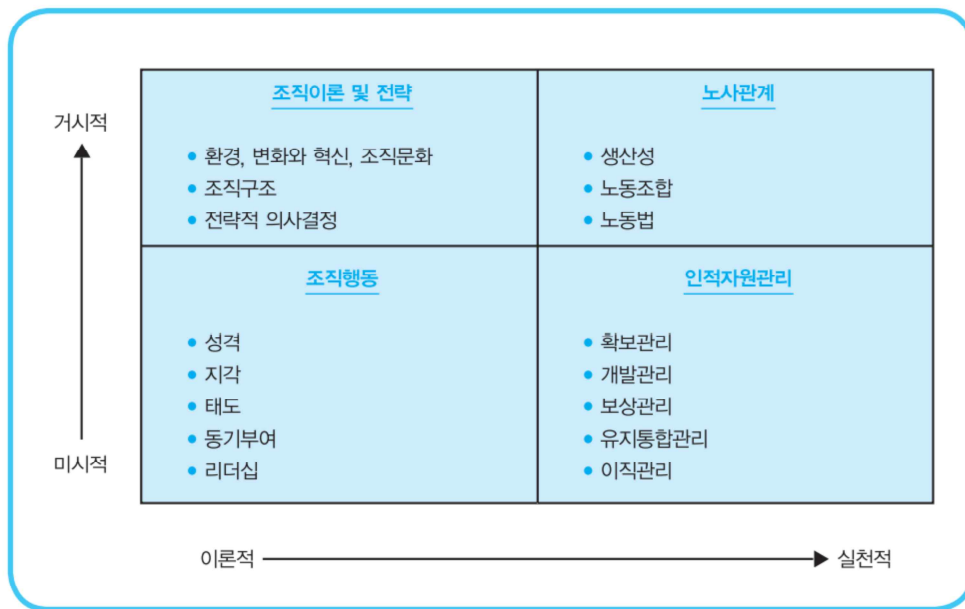 거시적
미시적
조직이론 및 전략
• 환경, 변화와 혁신, 조직문화
• 조직구조
• 전략적 의사결정
노사관계
• 생산성
• 노동조합
• 노동법
조직행동
• 성격
• 지각
• 태도
• 동기부여
• 리더십
인적자원관리
• 확보관리
• 개발관리
• 보상관리
• 유지통합관리
• 이직관리
이론적
실천적